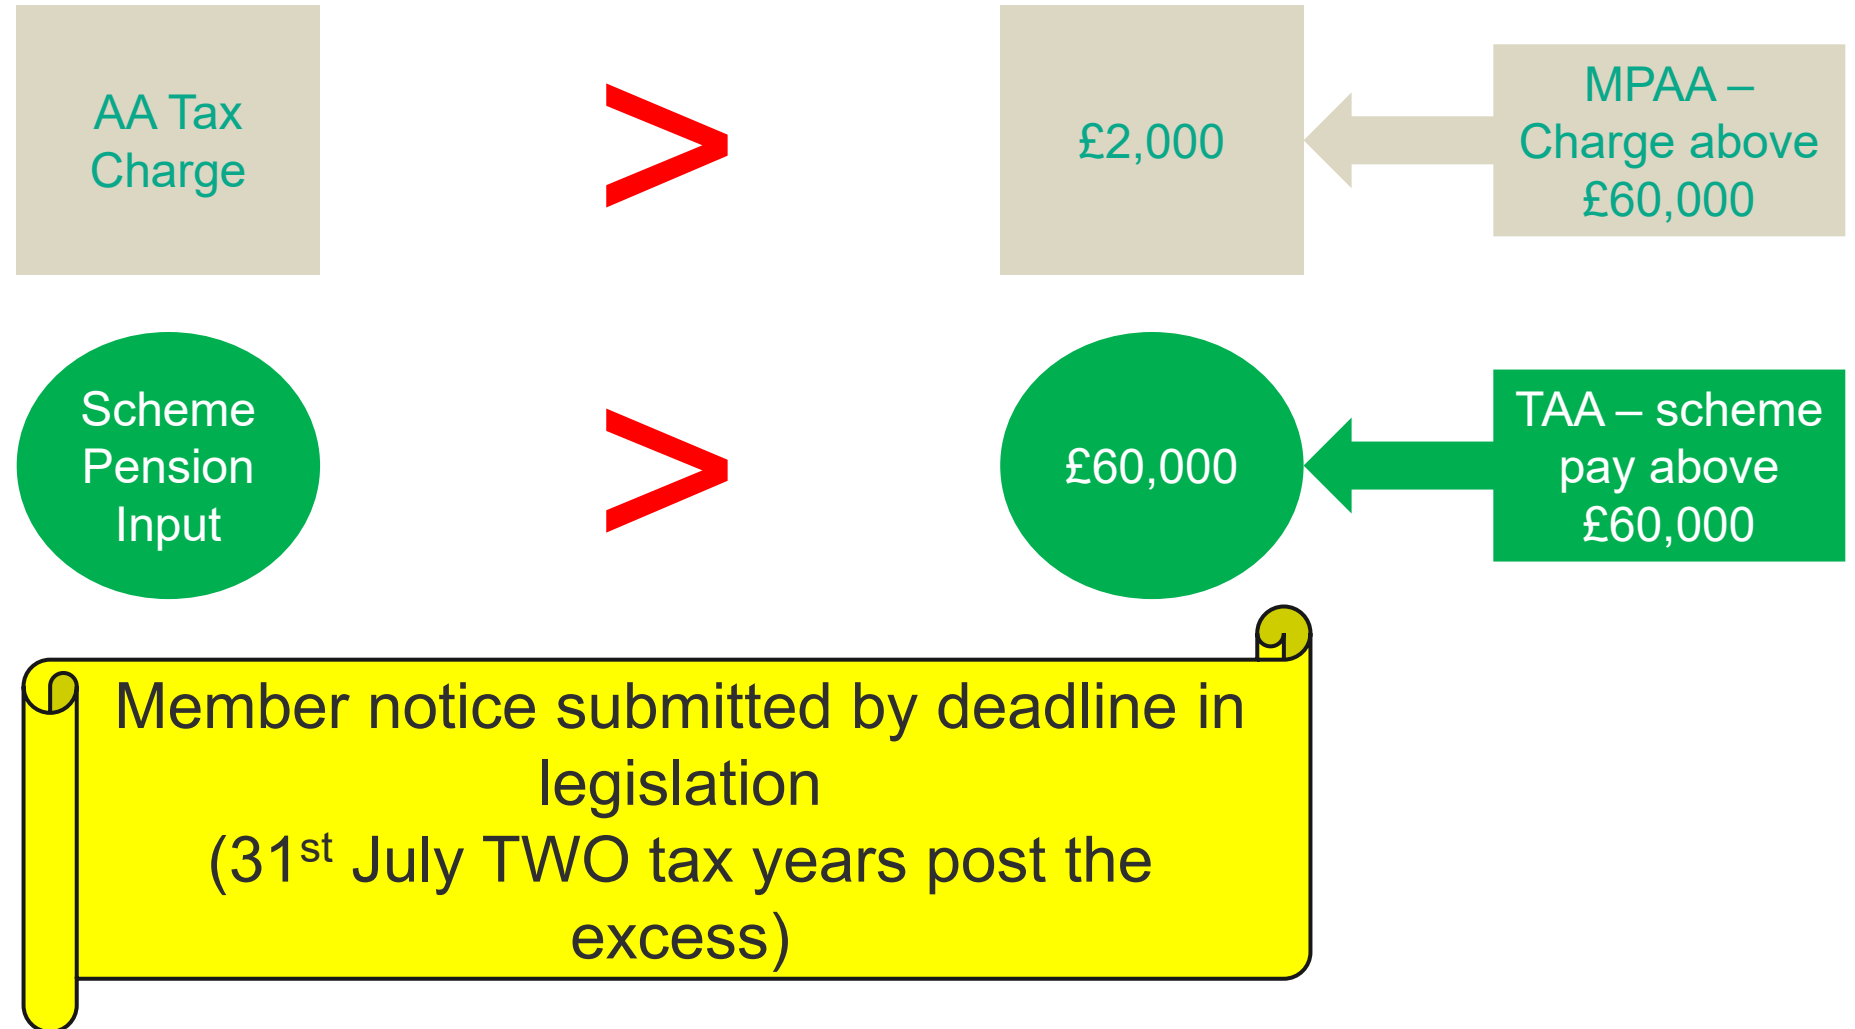 AA Tax
Charge
>
£2,000
MPAA –
Charge above
£60,000
Scheme
Pension
Input
>
£60,000
TAA – scheme
pay above
£60,000
Member notice submitted by deadline in
legislation
(31st July TWO tax years post the
excess)